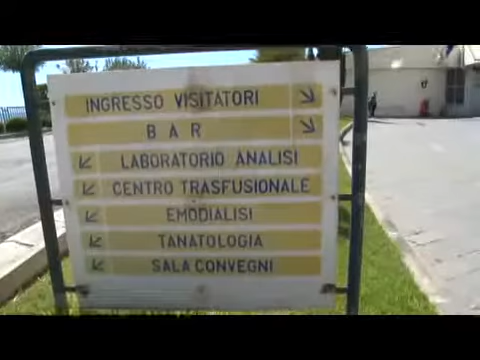 INGRESSO VISITATORI
BAR
LABORATORIO ANALISI
CENTRO TRASFUSIONALE
EMODIALISI
TANATOLOGIA
SALA CONVEGNI